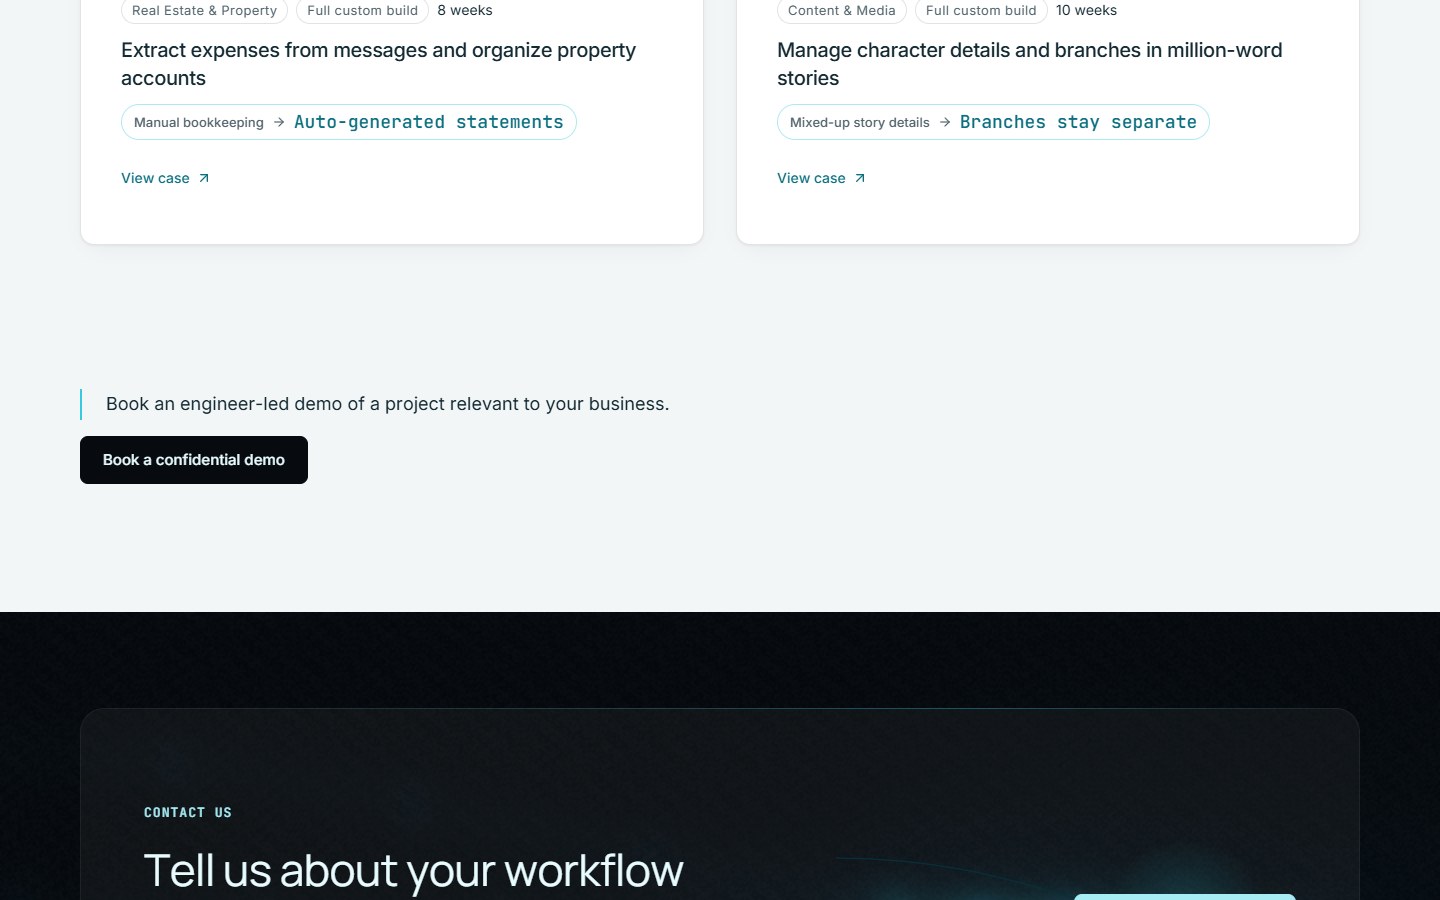 Real Estate & Property Full custom build 8 weeks
Extract expenses from messages and organize property
accounts
Manual bookkeeping → Auto-generated statements
View case ↗
Content & Media Full custom build 10 weeks
Manage character details and branches in million-word
stories
Mixed-up story details → Branches stay separate
View case ↗
Book an engineer-led demo of a project relevant to your business.
Book a confidential demo
CONTACT US
Tell us about your workflow